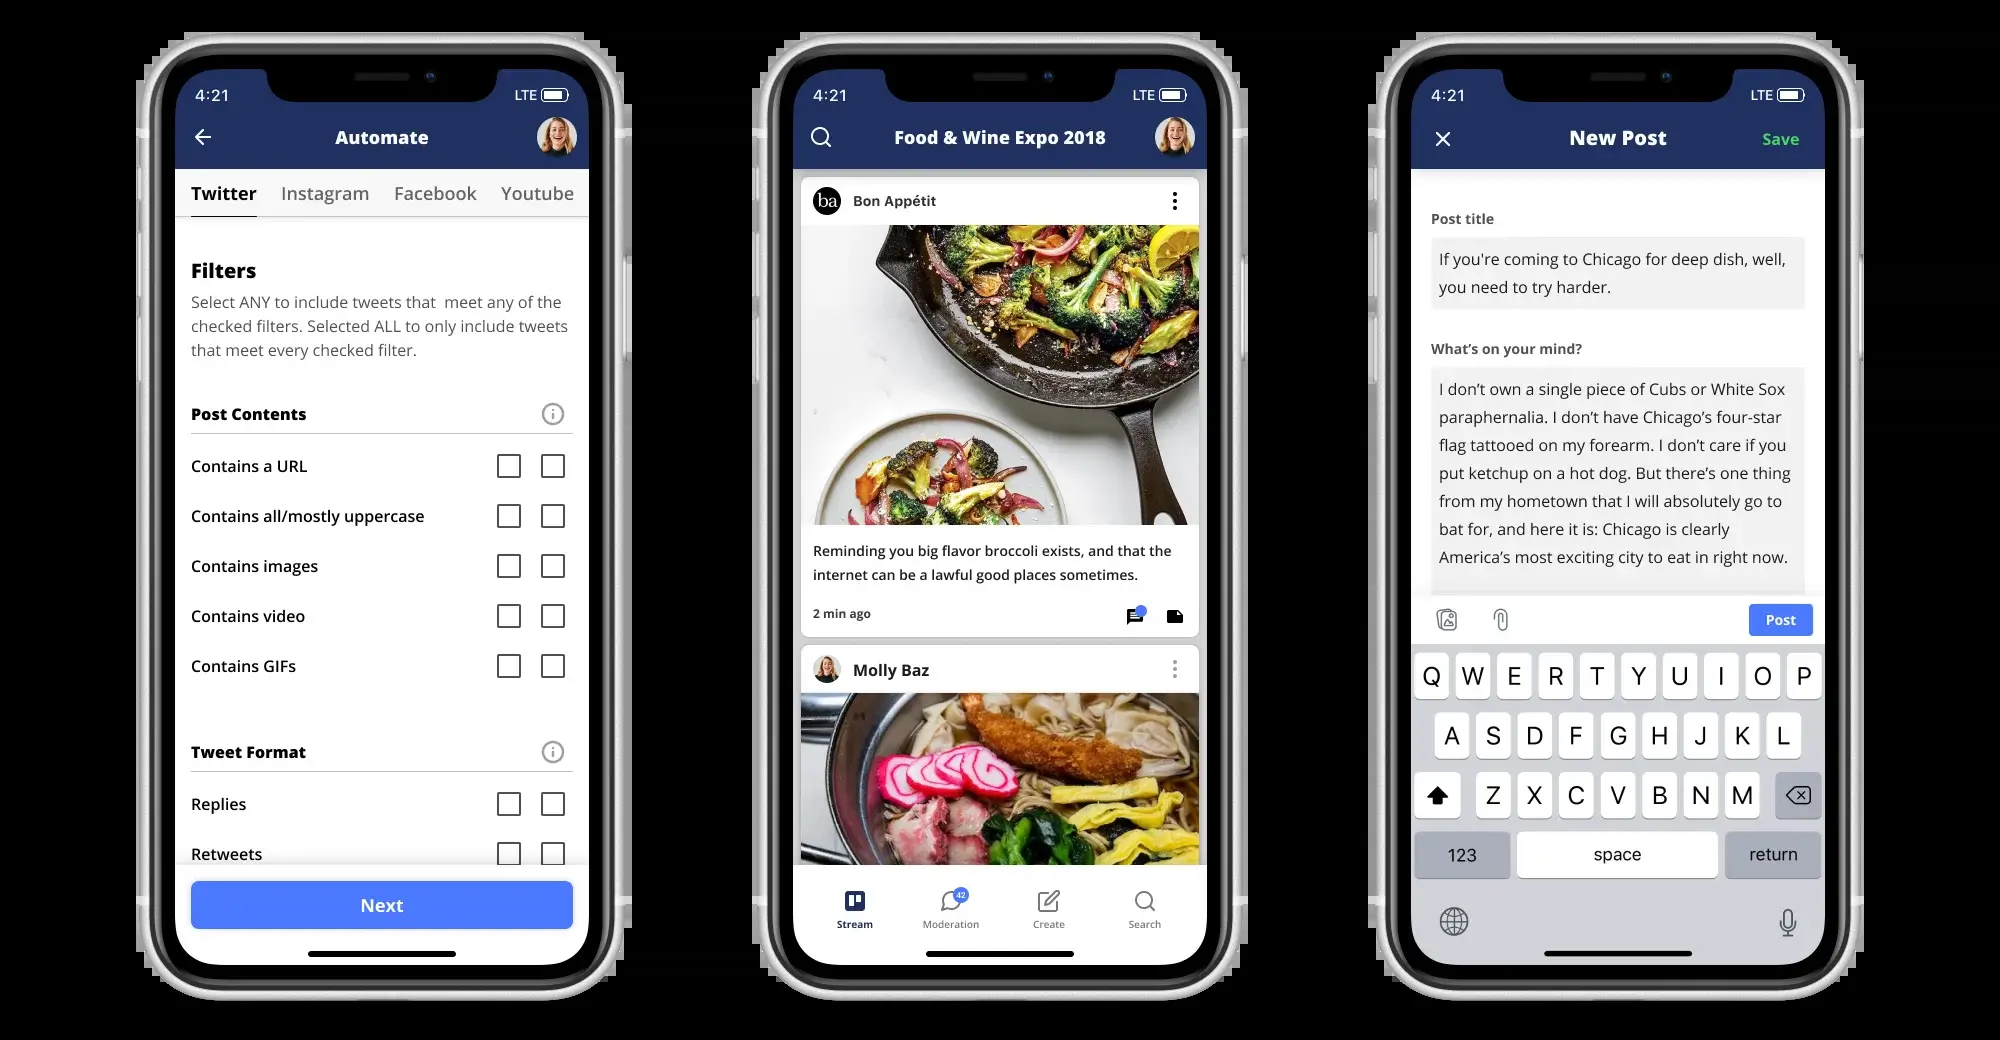 4:21
LTE
Automate
Twitter Instagram Facebook Youtube
Filters
Select ANY to include tweets that meet any of the
checked filters. Selected ALL to only include tweets
that meet every checked filter.
Post Contents
Contains a URL
Contains all/mostly uppercase
Contains images
Contains video
Contains GIFs
Tweet Format
Replies
Retweets
Next
4:21
LTE
Food & Wine Expo 2018
ba
Bon Appétit
Reminding you big flavor broccoli exists, and that the
internet can be a lawful good places sometimes.
2 min ago
Molly Baz
42
Stream Moderation Create Search
4:21
LTE
New Post
Save
Post title
If you're coming to Chicago for deep dish, well,
you need to try harder.
What's on your mind?
I don't own a single piece of Cubs or White Sox
paraphernalia. I don't have Chicago's four-star
flag tattooed on my forearm. I don't care if you
put ketchup on a hot dog. But there's one thing
from my hometown that I will absolutely go to
bat for, and here it is: Chicago is clearly
America's most exciting city to eat in right now.
Post
Q W E R T Y U I O P
A S D F G H J K L
Z X C V B N M
123 space return